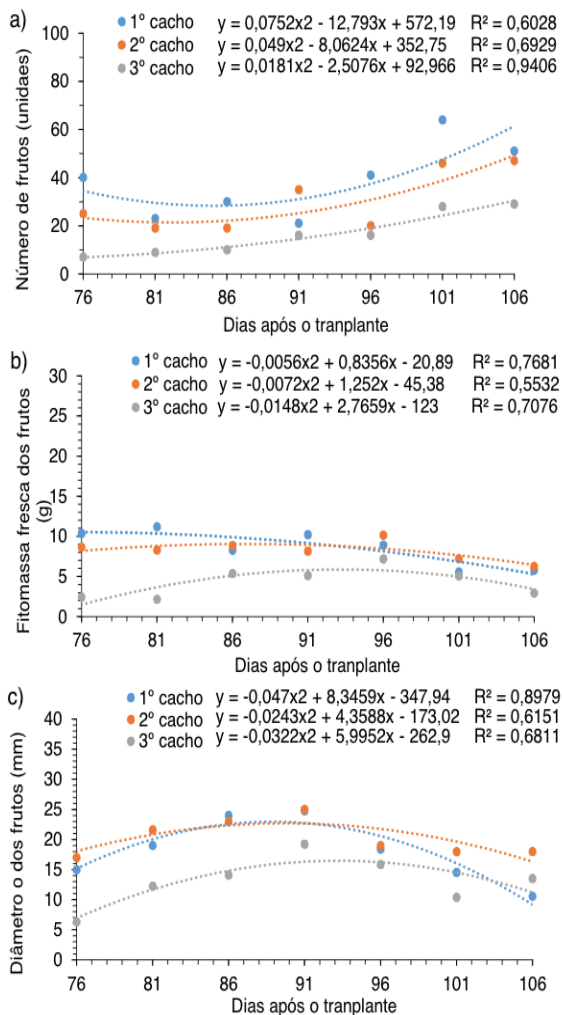 a)
1º cacho y = 0,0752x2 - 12,793x + 572,19 R² = 0,6028
2º cacho y = 0,049x2 - 8,0624x + 352,75 R² = 0,6929
3º cacho y = 0,0181x2 - 2,5076x + 92,966 R² = 0,9406
Número de frutos (unidaes)
100
80
60
40
20
0
76 81 86 91 96 101 106
Dias após o tranplante
b)
1º cacho y = -0,0056x2 + 0,8356x - 20,89 R² = 0,7681
2º cacho y = -0,0072x2 + 1,252x - 45,38 R² = 0,5532
3º cacho y = -0,0148x2 + 2,7659x - 123 R² = 0,7076
Fitomassa fresca dos frutos
(g)
30
25
20
15
10
5
0
76 81 86 91 96 101 106
Dias após o tranplante
c)
1º cacho y = -0,047x2 + 8,3459x - 347,94 R² = 0,8979
2º cacho y = -0,0243x2 + 4,3588x - 173,02 R² = 0,6151
3º cacho y = -0,0322x2 + 5,9952x - 262,9 R² = 0,6811
Diâmetro o dos frutos (mm)
40
35
30
25
20
15
10
5
0
76 81 86 91 96 101 106
Dias após o tranplante